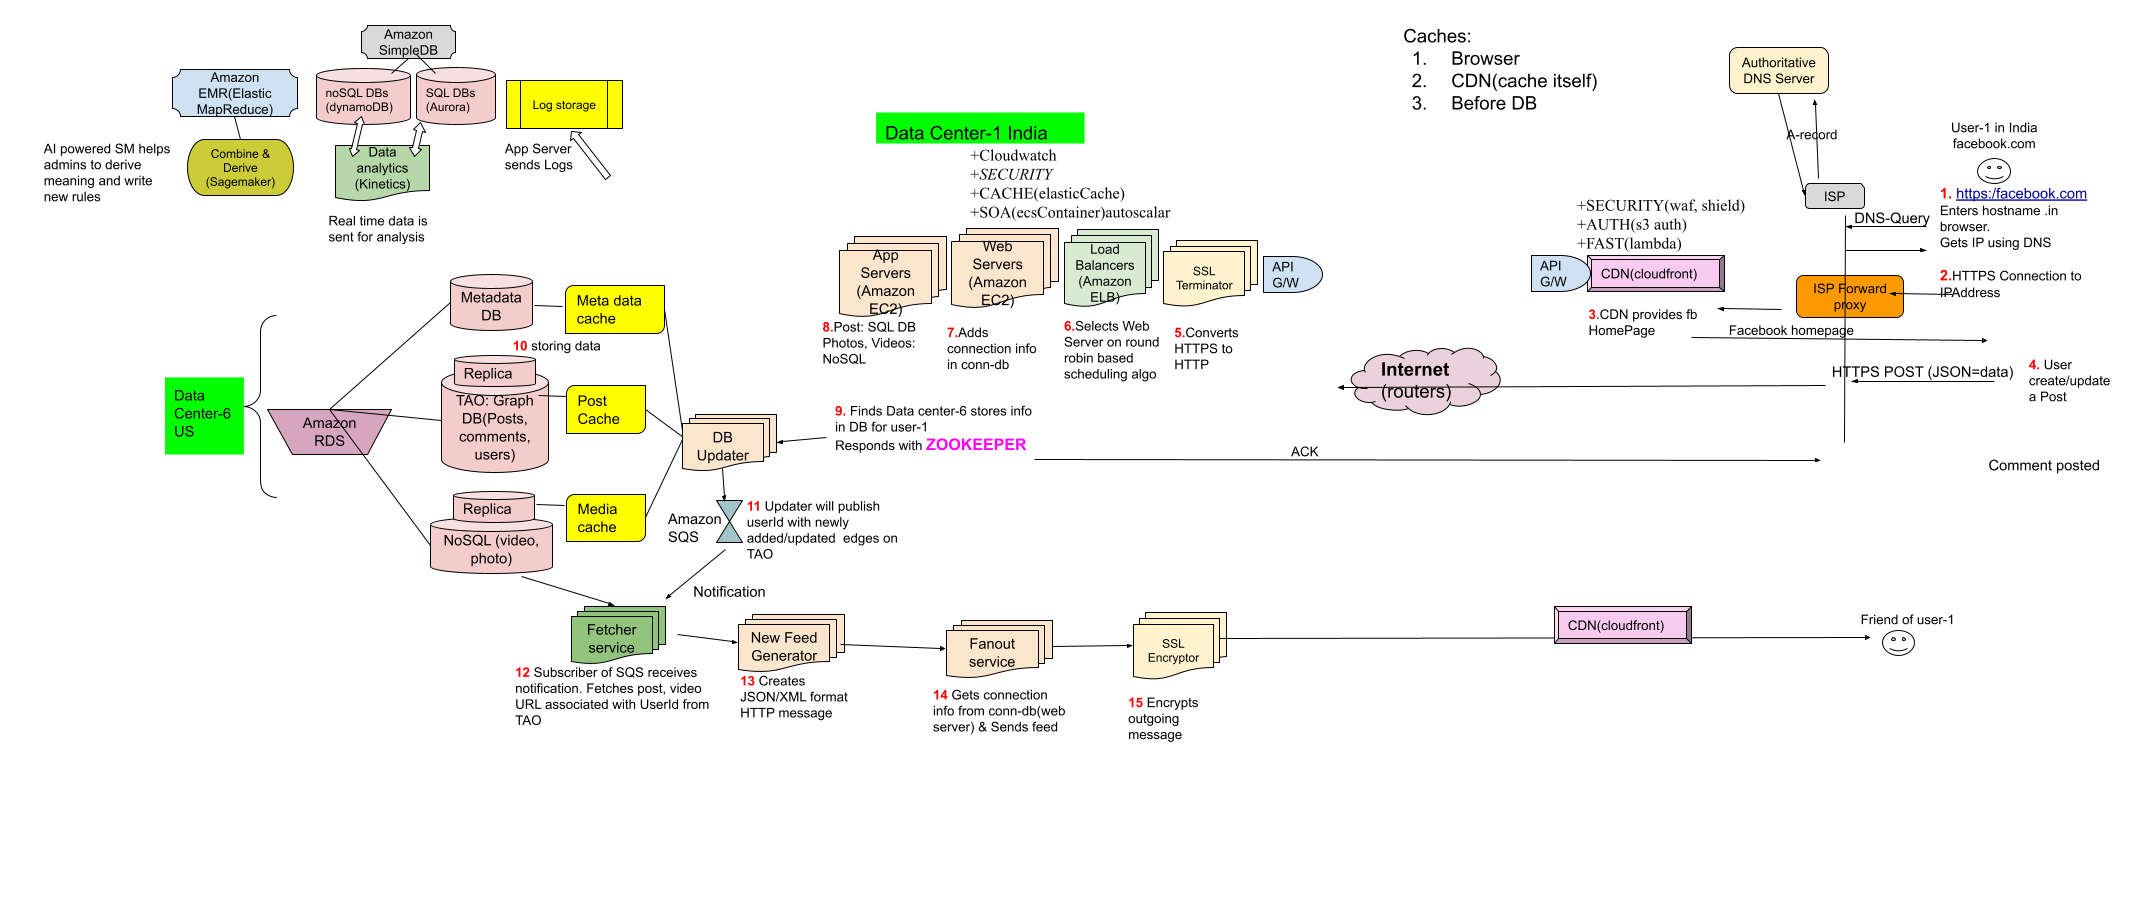 Amazon
SimpleDB
Amazon
EMR(Elastic
MapReduce)
noSQL DBs
(dynamoDB)
SQL DBs
(Aurora)
Log storage
AI powered SM helps
admins to derive
meaning and write
new rules
Combine &
Derive
(Sagemaker)
Data
analytics
(Kinetics)
App Server
sends Logs
Real time data is
sent for analysis
Data Center-1 India
+Cloudwatch
+SECURITY
+CACHE(elasticCache)
+SOA(ecsContainer)autoscalar
Caches:
1. Browser
2. CDN(cache itself)
3. Before DB
Authoritative
DNS Server
A-record
ISP
User-1 in India
facebook.com
1. https:/facebook.com
Enters hostname .in
browser.
Gets IP using DNS
DNS-Query
+SECURITY(waf, shield)
+AUTH(s3 auth)
+FAST(lambda)
API
G/W
CDN(cloudfront)
ISP Forward
proxy
2.HTTPS Connection to
IPAddress
3.CDN provides fb
HomePage
Facebook homepage
App
Servers
(Amazon
EC2)
Web
Servers
(Amazon
EC2)
Load
Balancers
(Amazon
ELB)
SSL
Terminator
API
G/W
8.Post: SQL DB
Photos, Videos:
NoSQL
7.Adds
connection info
in conn-db
6.Selects Web
Server on round
robin based
scheduling algo
5.Converts
HTTPS to
HTTP
Internet
(routers)
HTTPS POST (JSON=data)
4. User
create/update
a Post
Metadata
DB
Meta data
cache
10 storing data
Replica
TAO: Graph
DB(Posts,
comments,
users)
Post
Cache
Data
Center-6
US
Amazon
RDS
DB
Updater
9. Finds Data center-6 stores info
in DB for user-1
Responds with ZOOKEEPER
ACK
Comment posted
Replica
NoSQL (video,
photo)
Media
cache
Amazon
SQS
11 Updater will publish
userId with newly
added/updated edges on
TAO
Notification
Fetcher
service
New Feed
Generator
Fanout
service
SSL
Encryptor
CDN(cloudfront)
Friend of user-1
12 Subscriber of SQS receives
notification. Fetches post, video
URL associated with UserId from
TAO
13 Creates
JSON/XML format
HTTP message
14 Gets connection
info from conn-db(web
server) & Sends feed
15 Encrypts
outgoing
message